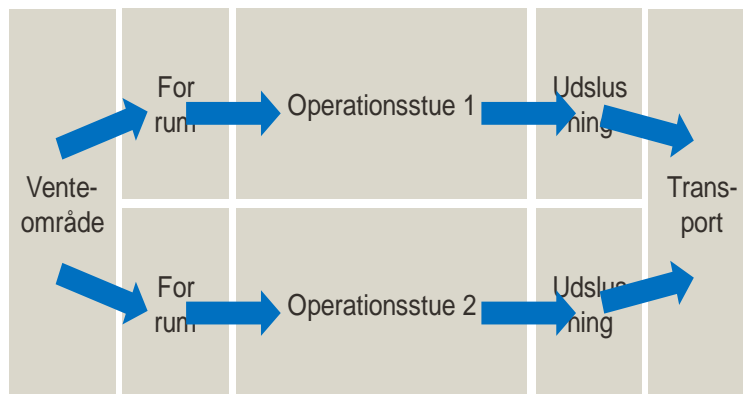 Vente-
område
For
rum
Operationsstue 1
Udslus
ning
For
rum
Operationsstue 2
Udslus
ning
Trans-
port